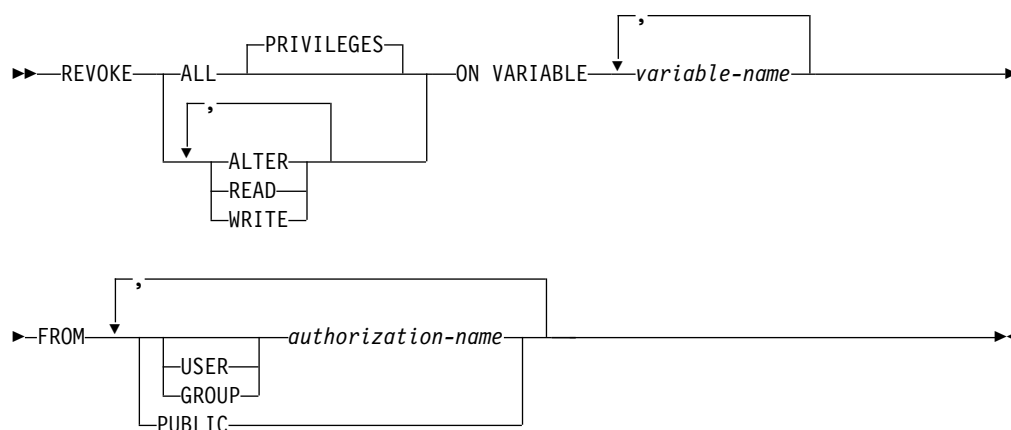 ,
PRIVILEGES
REVOKE ALL ON VARIABLE variable-name
,
ALTER
READ
WRITE
,
FROM authorization-name
USER
GROUP
PUBLIC